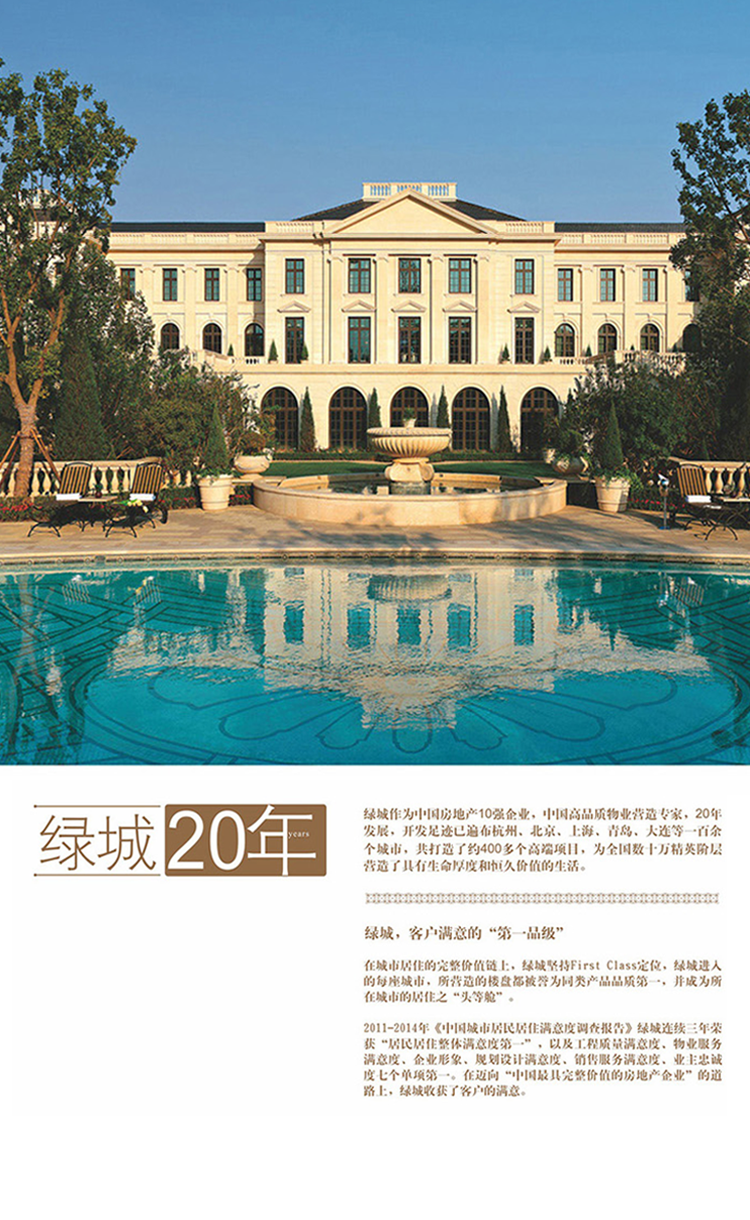 绿城 20年
years
绿城作为中国房地产10强企业，中国高品质物业营造专家，20年
发展，开发足迹已遍布杭州、北京、上海、青岛、大连等一百余
个城市，共打造了约400多个高端项目，为全国数十万精英阶层
营造了具有生命厚度和恒久价值的生活。
绿城，客户满意的“第一品级”
在城市居住的完整价值链上，绿城坚持First Class定位，绿城进入
的每座城市，所营造的楼盘都被誉为同类产品品质第一，并成为所
在城市的居住之“头等舱”。
2011-2014年《中国城市居民居住满意度调查报告》绿城连续三年荣
获“居民居住整体满意度第一”，以及工程质量满意度、物业服务
满意度、企业形象、规划设计满意度、销售服务满意度、业主忠诚
度七个单项第一。在迈向“中国最具完整价值的房地产企业”的道
路上，绿城收获了客户的满意。